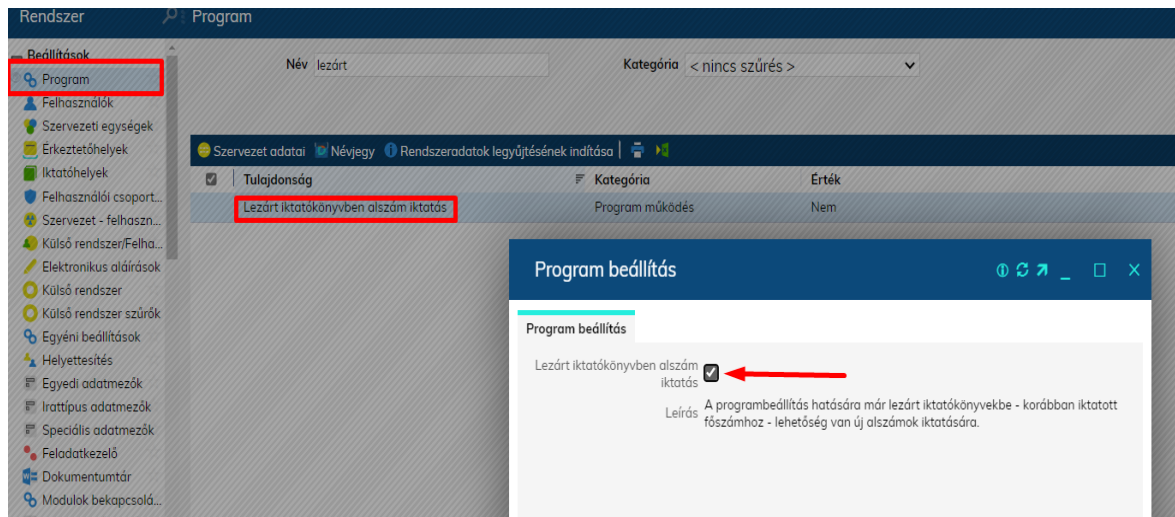 Rendszer
Program
Beállítások
Program
Felhasználók
Szervezeti egységek
Érkeztetőhelyek
Iktatóhelyek
Felhasználói csoport...
Szervezet - felhaszn...
Külső rendszer/Felha...
Elektronikus aláírások
Külső rendszer
Külső rendszer szűrők
Egyéni beállítások
Helyettesítés
Egyedi adatmezők
Irattípus adatmezők
Speciális adatmezők
Feladatkezelő
Dokumentumtár
Modulok bekapcsolá...
Név lezárt Kategória < nincs szűrés >
Szervezet adatai Névjegy Rendszeradatok legyűjtésének indítása
Tulajdonság Kategória Érték
Lezárt iktatókönyvben alszám iktatás Program működés Nem
Program beállítás
Program beállítás
Lezárt iktatókönyvben alszám
iktatás
Leírás A programbeállítás hatására már lezárt iktatókönyvekbe - korábban iktatott
főszámhoz - lehetőség van új alszámok iktatására.